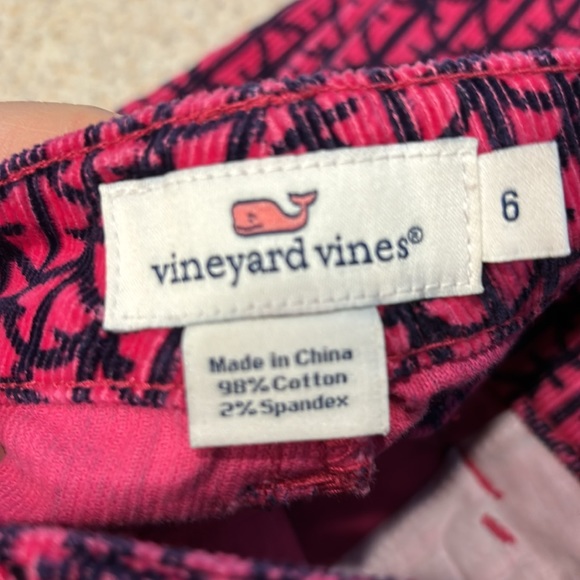 vineyard vines®
6
Made in China
98% Cotton
2% Spandex